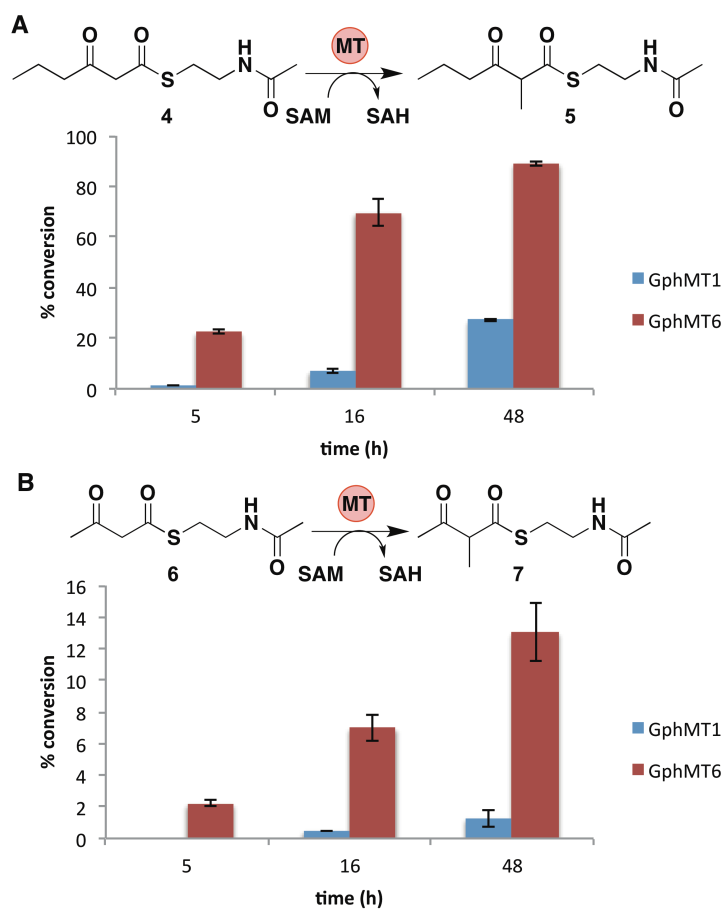 A
O O H N S O
MT
SAM SAH
4
O O H N S O
5
% conversion
100
80
60
40
20
0
5 16 48
time (h)
GphMT1
GphMT6
B
O O H N S O
MT
SAM SAH
6
O O H N S O
7
% conversion
16
14
12
10
8
6
4
2
0
5 16 48
time (h)
GphMT1
GphMT6